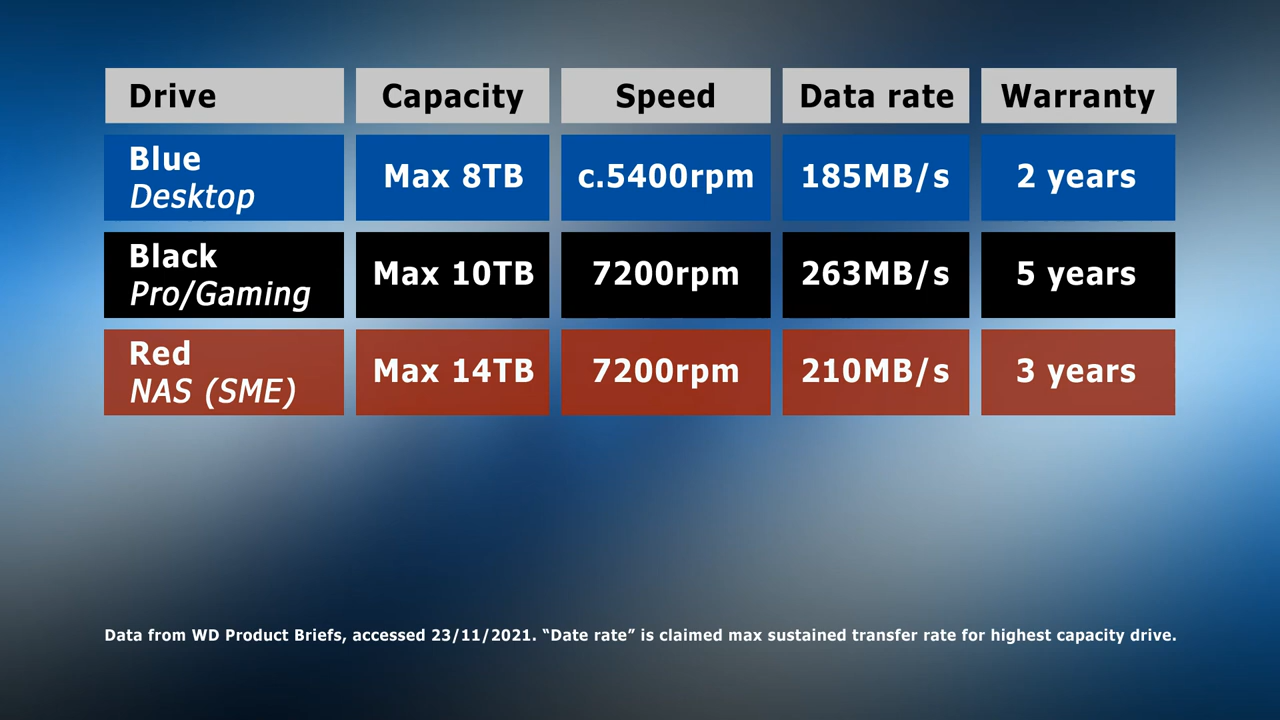 Drive Capacity Speed Data rate Warranty
Blue
Desktop
Max 8TB c.5400rpm 185MB/s 2 years
Black
Pro/Gaming
Max 10TB 7200rpm 263MB/s 5 years
Red
NAS (SME)
Max 14TB 7200rpm 210MB/s 3 years
Data from WD Product Briefs, accessed 23/11/2021. “Date rate” is claimed max sustained transfer rate for highest capacity drive.